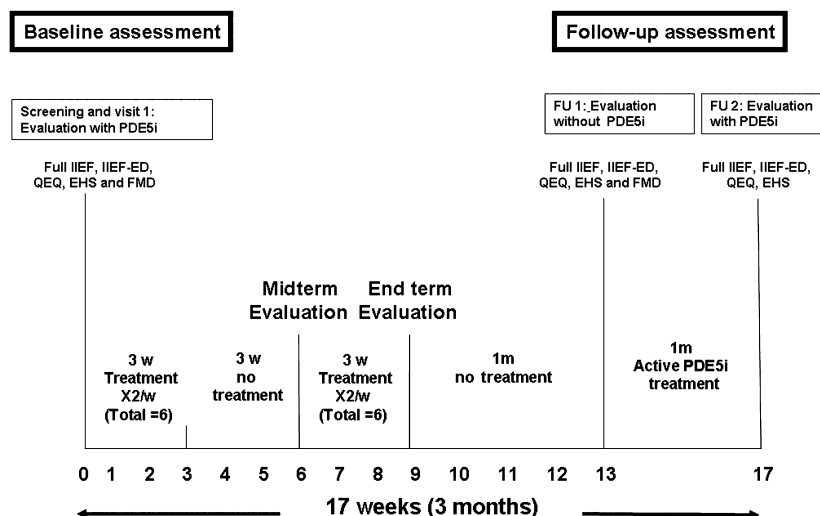 Baseline assessment
Follow-up assessment
Screening and visit 1:
Evaluation with PDE5i
FU 1: Evaluation
without PDE5i
FU 2: Evaluation
with PDE5i
Full IIEF, IIEF-ED,
QEQ, EHS and FMD
Full IIEF, IIEF-ED,
QEQ, EHS and FMD
Full IIEF, IIEF-ED,
QEQ, EHS
Midterm
Evaluation
End term
Evaluation
3 w
Treatment
X2/w
(Total =6)
3 w
no
treatment
3 w
Treatment
X2/w
(Total =6)
1m
no treatment
1m
Active PDE5i
treatment
0 1 2 3 4 5 6 7 8 9 10 11 12 13 17
17 weeks (3 months)